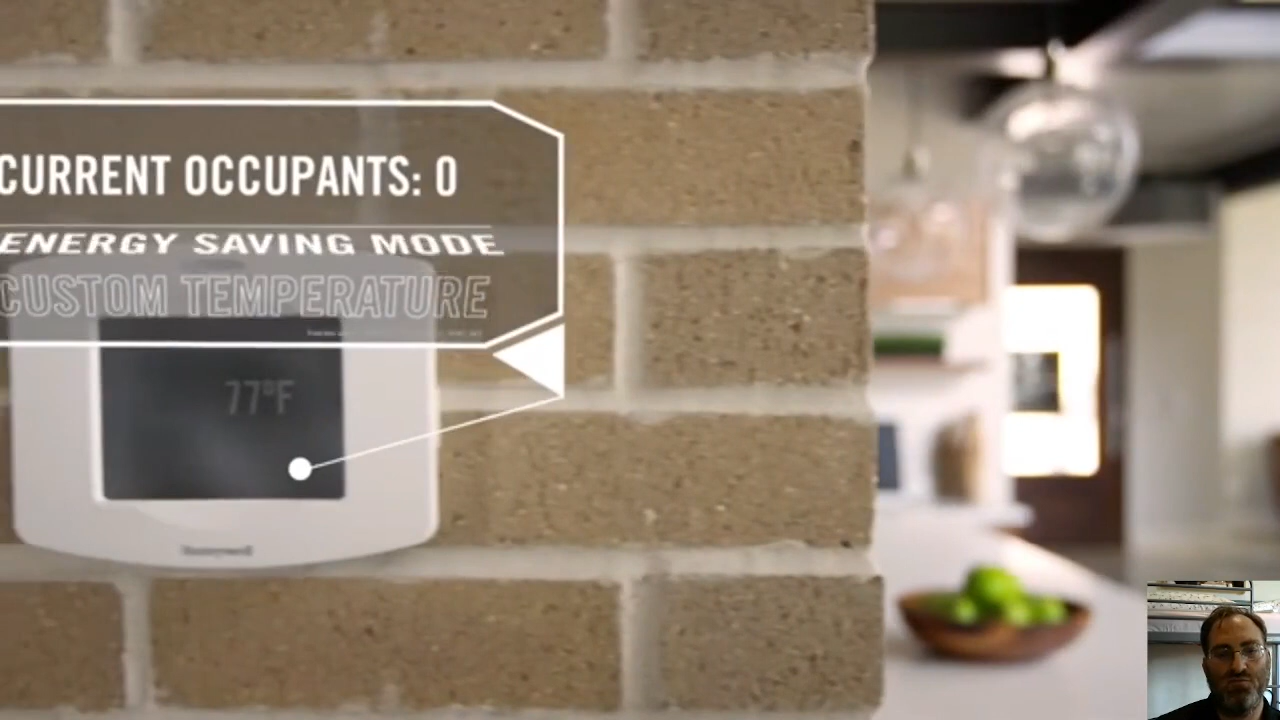 CURRENT OCCUPANTS: 0
ENERGY SAVING MODE
CUSTOM TEMPERATURE
77°F
Honeywell